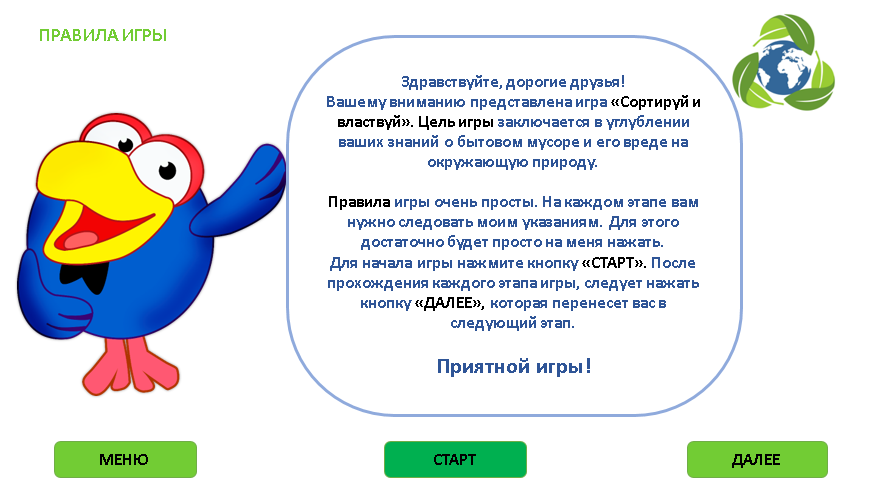 ПРАВИЛА ИГРЫ
Здравствуйте, дорогие друзья!
Вашему вниманию представлена игра «Сортируй и
властвуй». Цель игры заключается в углублении
ваших знаний о бытовом мусоре и его вреде на
окружающую природу.
Правила игры очень просты. На каждом этапе вам
нужно следовать моим указаниям. Для этого
достаточно будет просто на меня нажать.
Для начала игры нажмите кнопку «СТАРТ». После
прохождения каждого этапа игры, следует нажать
кнопку «ДАЛЕЕ», которая перенесет вас в
следующий этап.
Приятной игры!
МЕНЮ
СТАРТ
ДАЛЕЕ